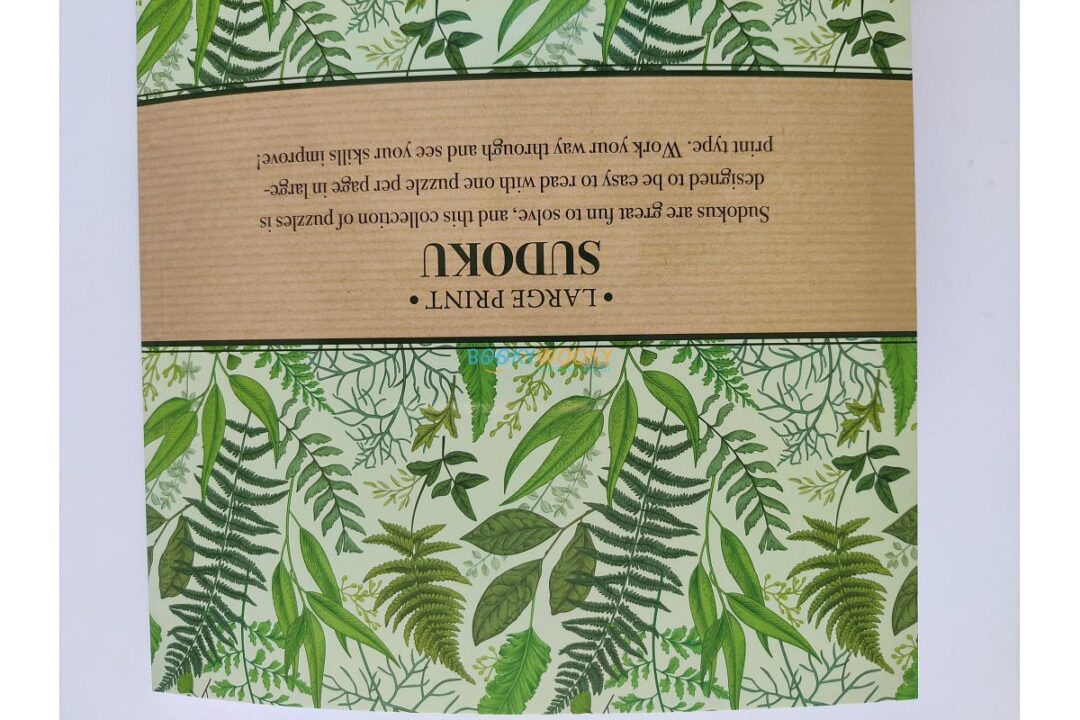 • LARGE PRINT •
SUDOKU
Sudokus are great fun to solve, and this collection of puzzles is
designed to be easy to read with one puzzle per page in large-
print type. Work your way through and see your skills improve!